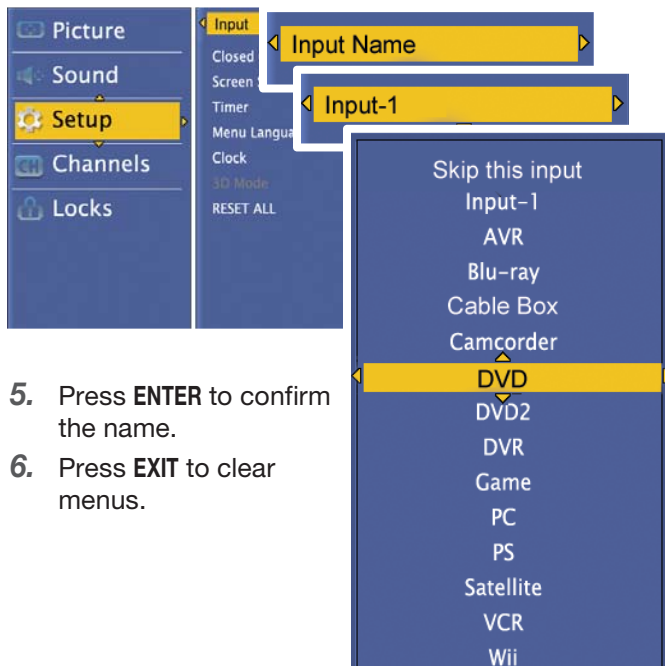 Picture
Sound
Setup
Channels
Locks
Input
Closed
Screen
Timer
Menu
Clock
3D Mode
RESET ALL
Input Name
Input-1
Skip this input
Input-1
AVR
Blu-ray
Cable Box
Camcorder
DVD
DVD2
DVR
Game
PC
PS
Satellite
VCR
Wii
5. Press ENTER to confirm
the name.
6. Press EXIT to clear
menus.